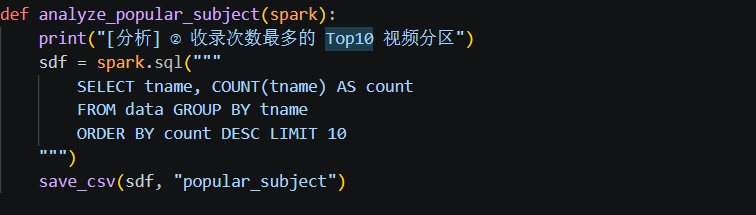 def analyze_popular_subject(spark):
    print("[分析] ② 收录次数最多的 Top10 视频分区")
    sdf = spark.sql("""
        SELECT tname, COUNT(tname) AS count
        FROM data GROUP BY tname
        ORDER BY count DESC LIMIT 10
    """)
    save_csv(sdf, "popular_subject")